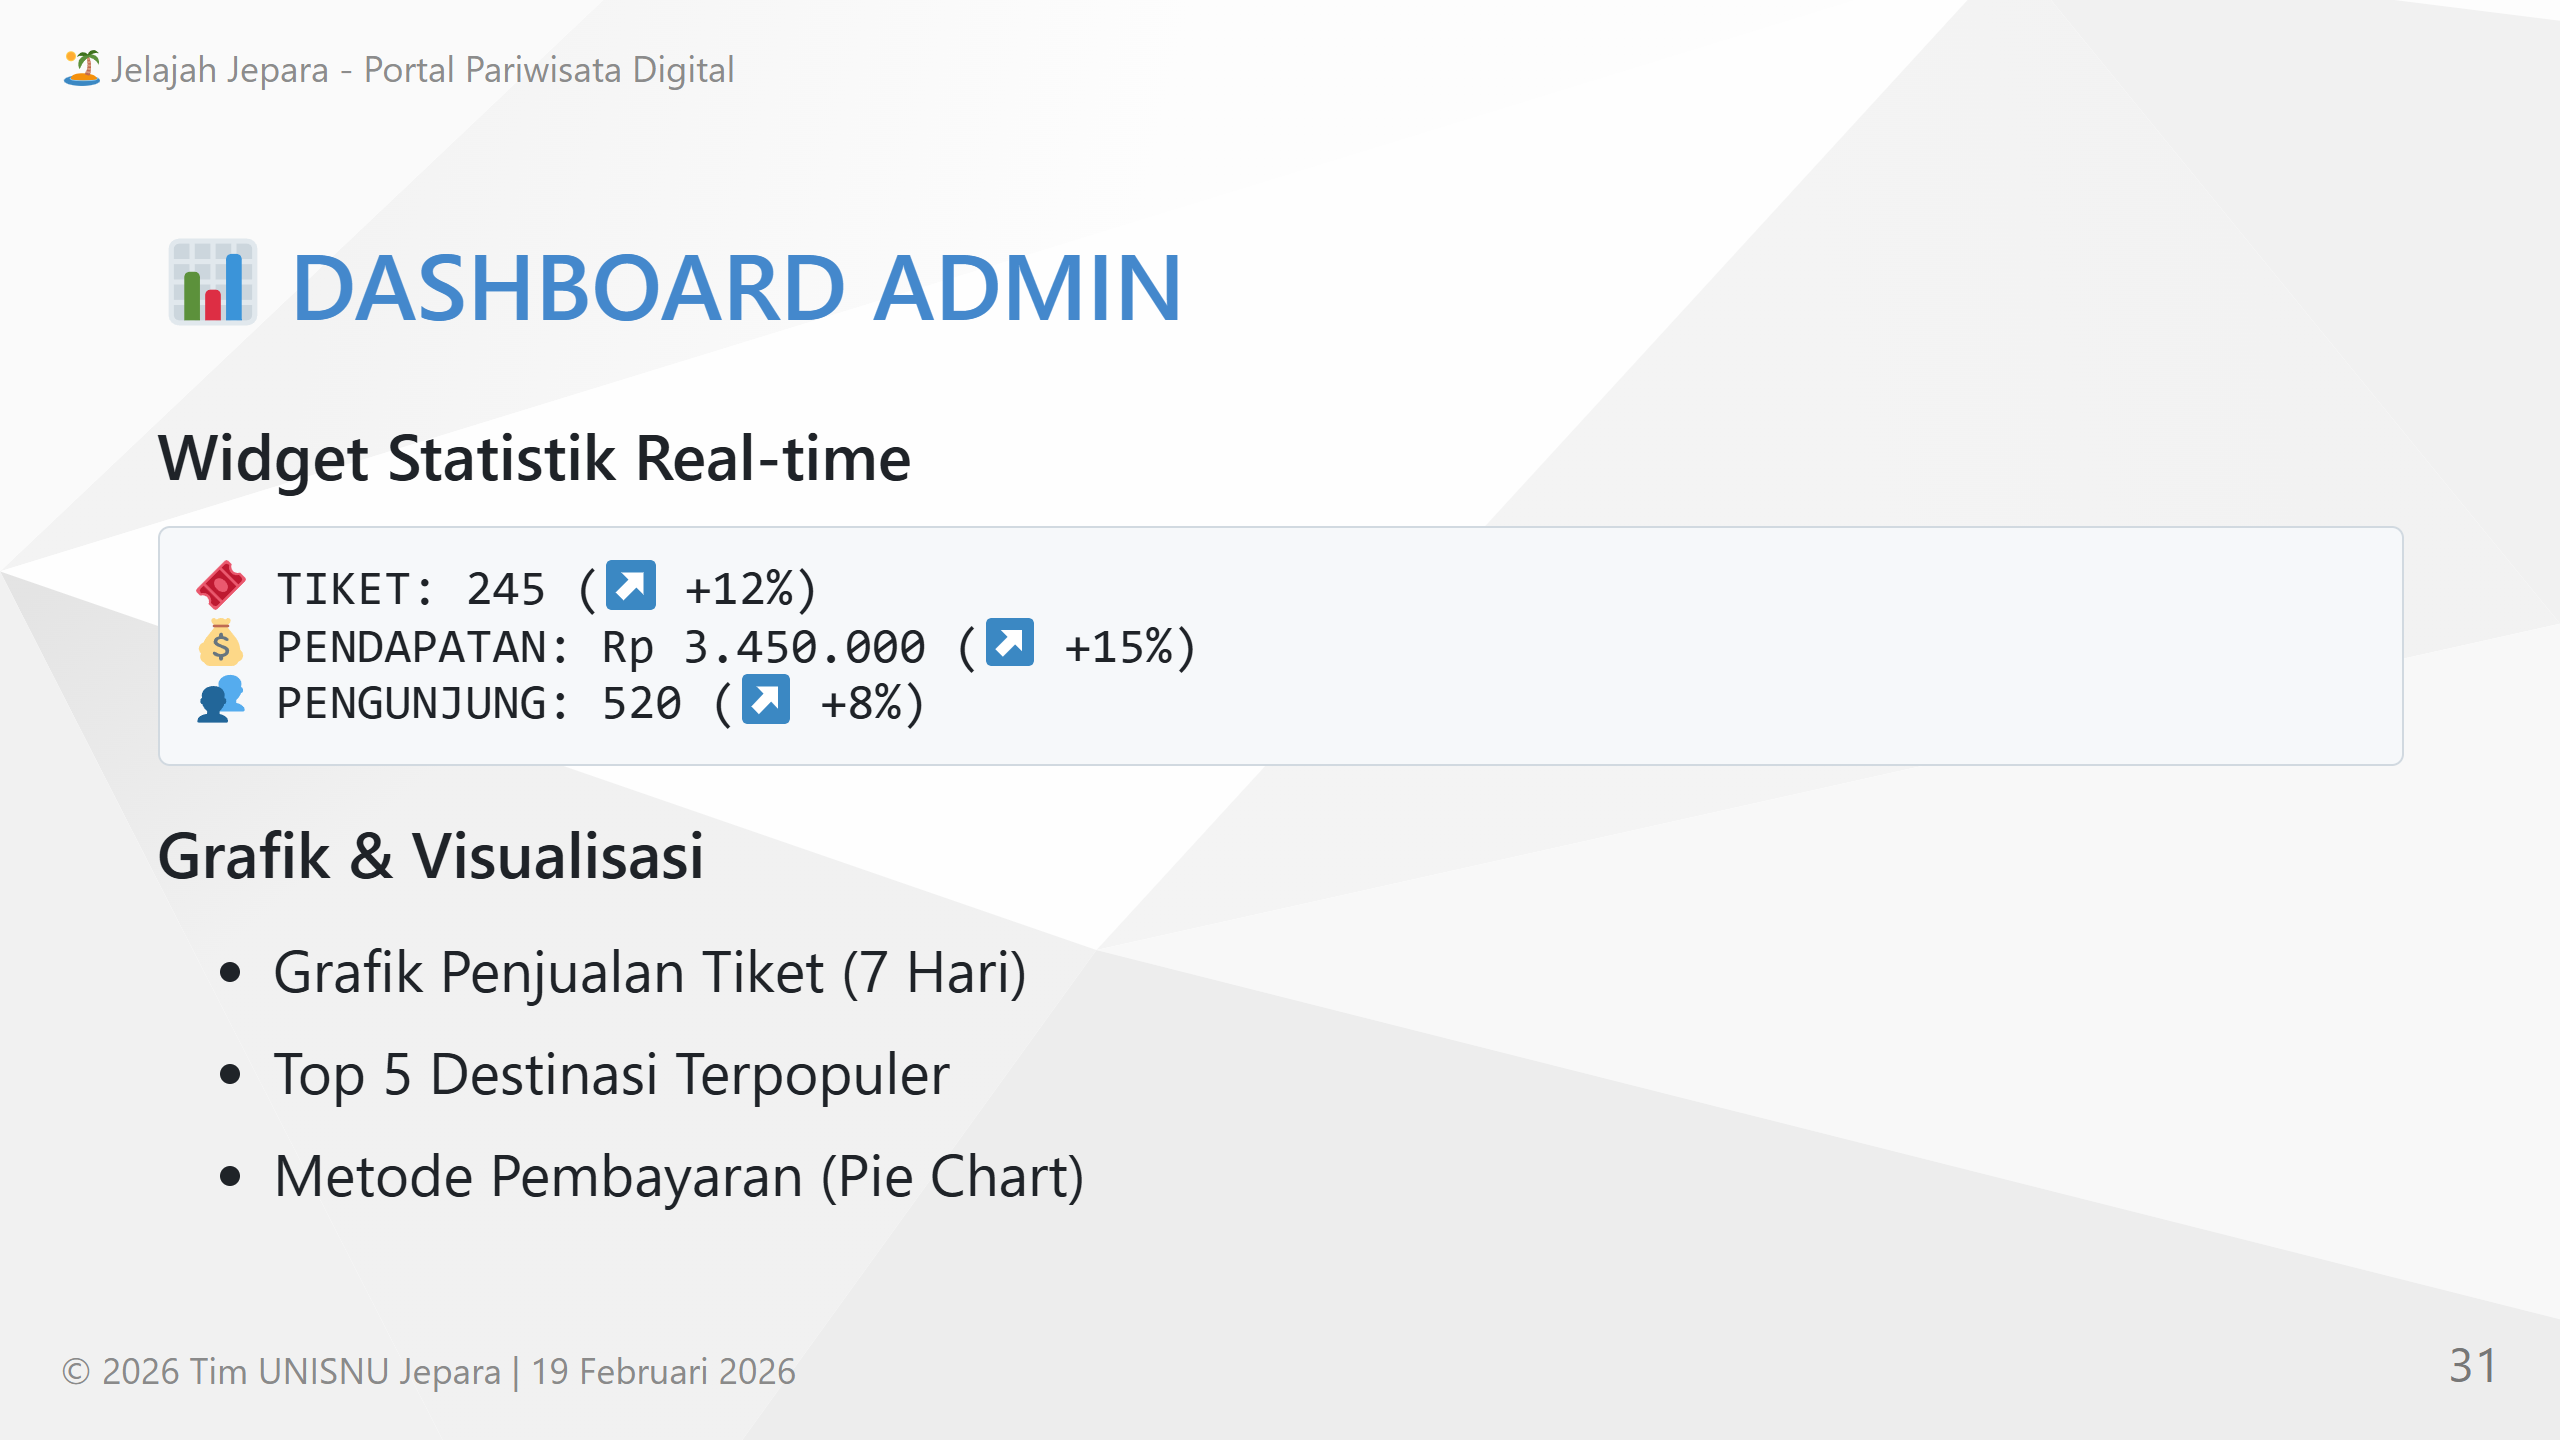 🏝️ Jelajah Jepara - Portal Pariwisata Digital
📊 DASHBOARD ADMIN
Widget Statistik Real-time
🎟️ TIKET: 245 (↗️ +12%)
💰 PENDAPATAN: Rp 3.450.000 (↗️ +15%)
👥 PENGUNJUNG: 520 (↗️ +8%)
Grafik & Visualisasi
• Grafik Penjualan Tiket (7 Hari)
• Top 5 Destinasi Terpopuler
• Metode Pembayaran (Pie Chart)
© 2026 Tim UNISNU Jepara | 19 Februari 2026
31